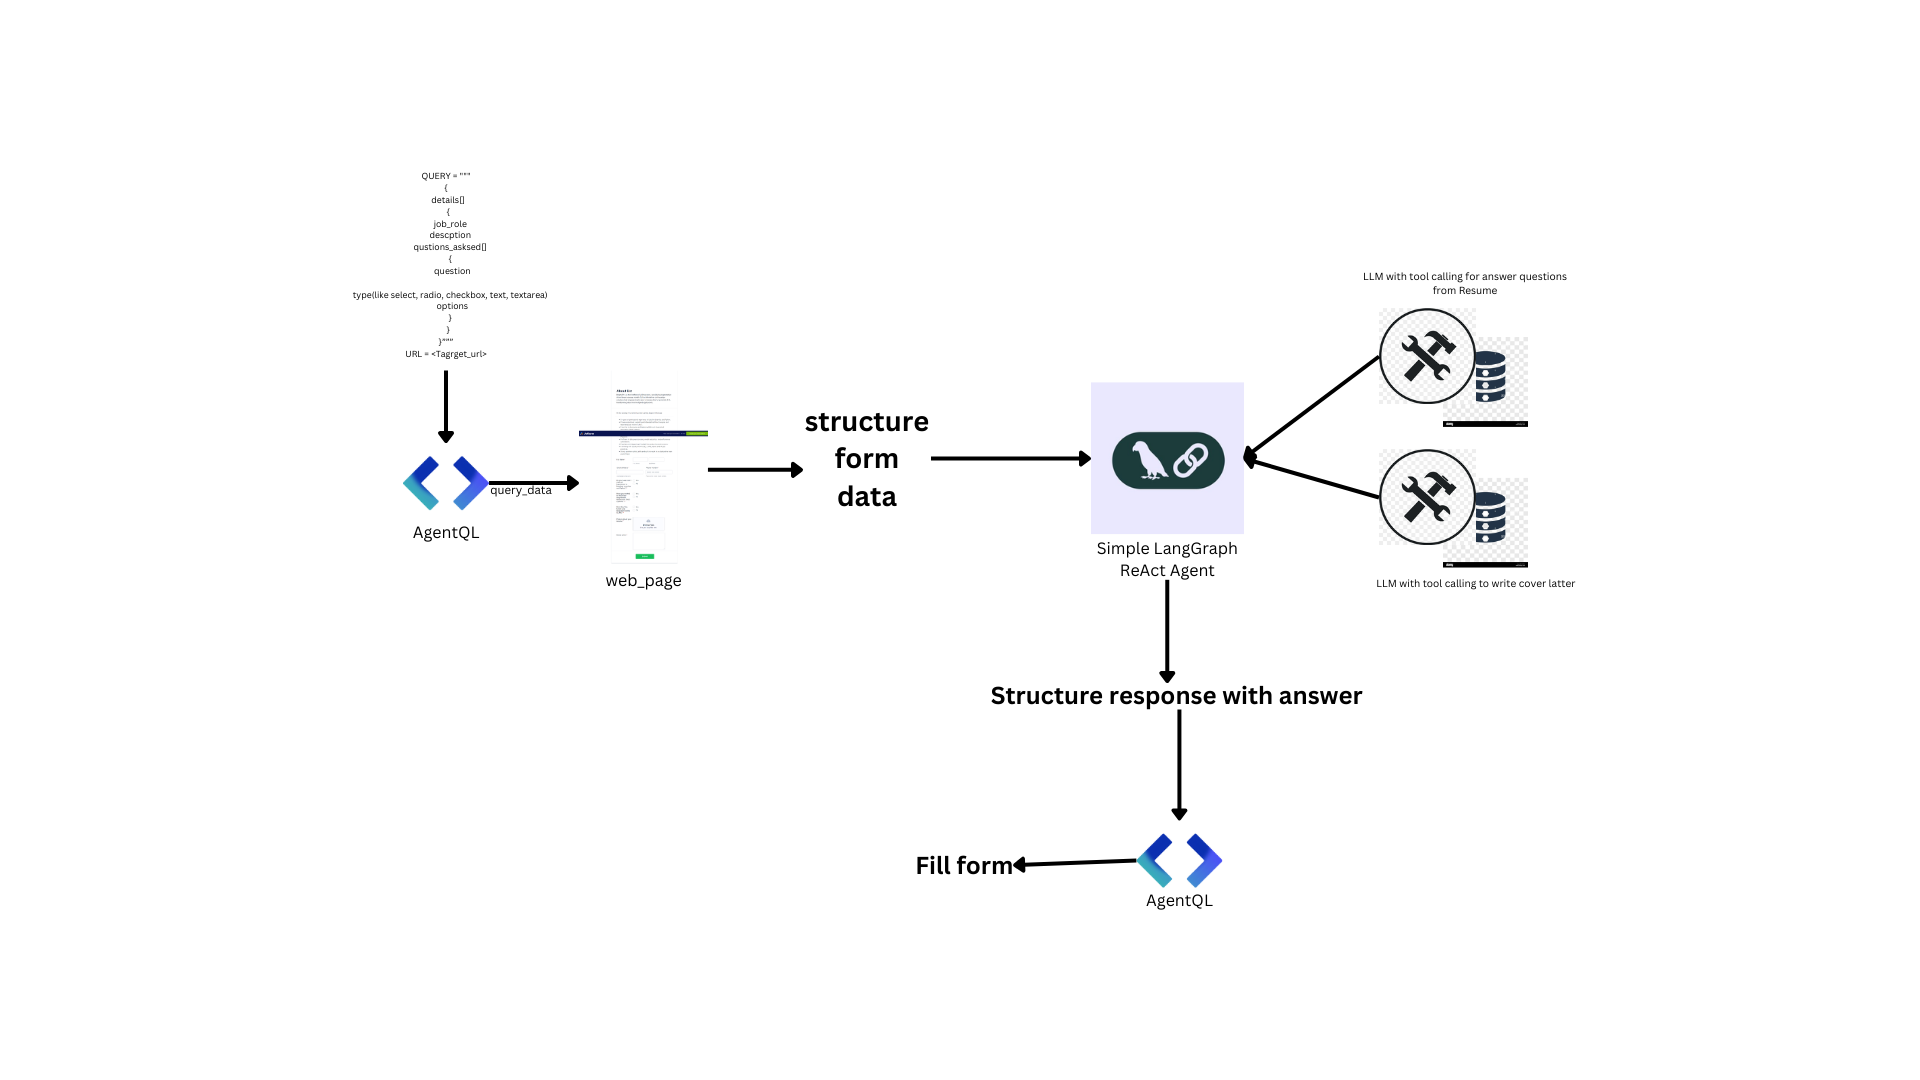 QUERY = """
{
details[]
{
job_role
descption
qustions_asksed[]
{
question
type(like select, radio, checkbox, text, textarea)
options
}
}
}"""
URL = <Tagrget_url>
query_data
AgentQL
web_page
structure
form
data
Simple LangGraph
ReAct Agent
LLM with tool calling for answer questions
from Resume
LLM with tool calling to write cover latter
Structure response with answer
Fill form
AgentQL